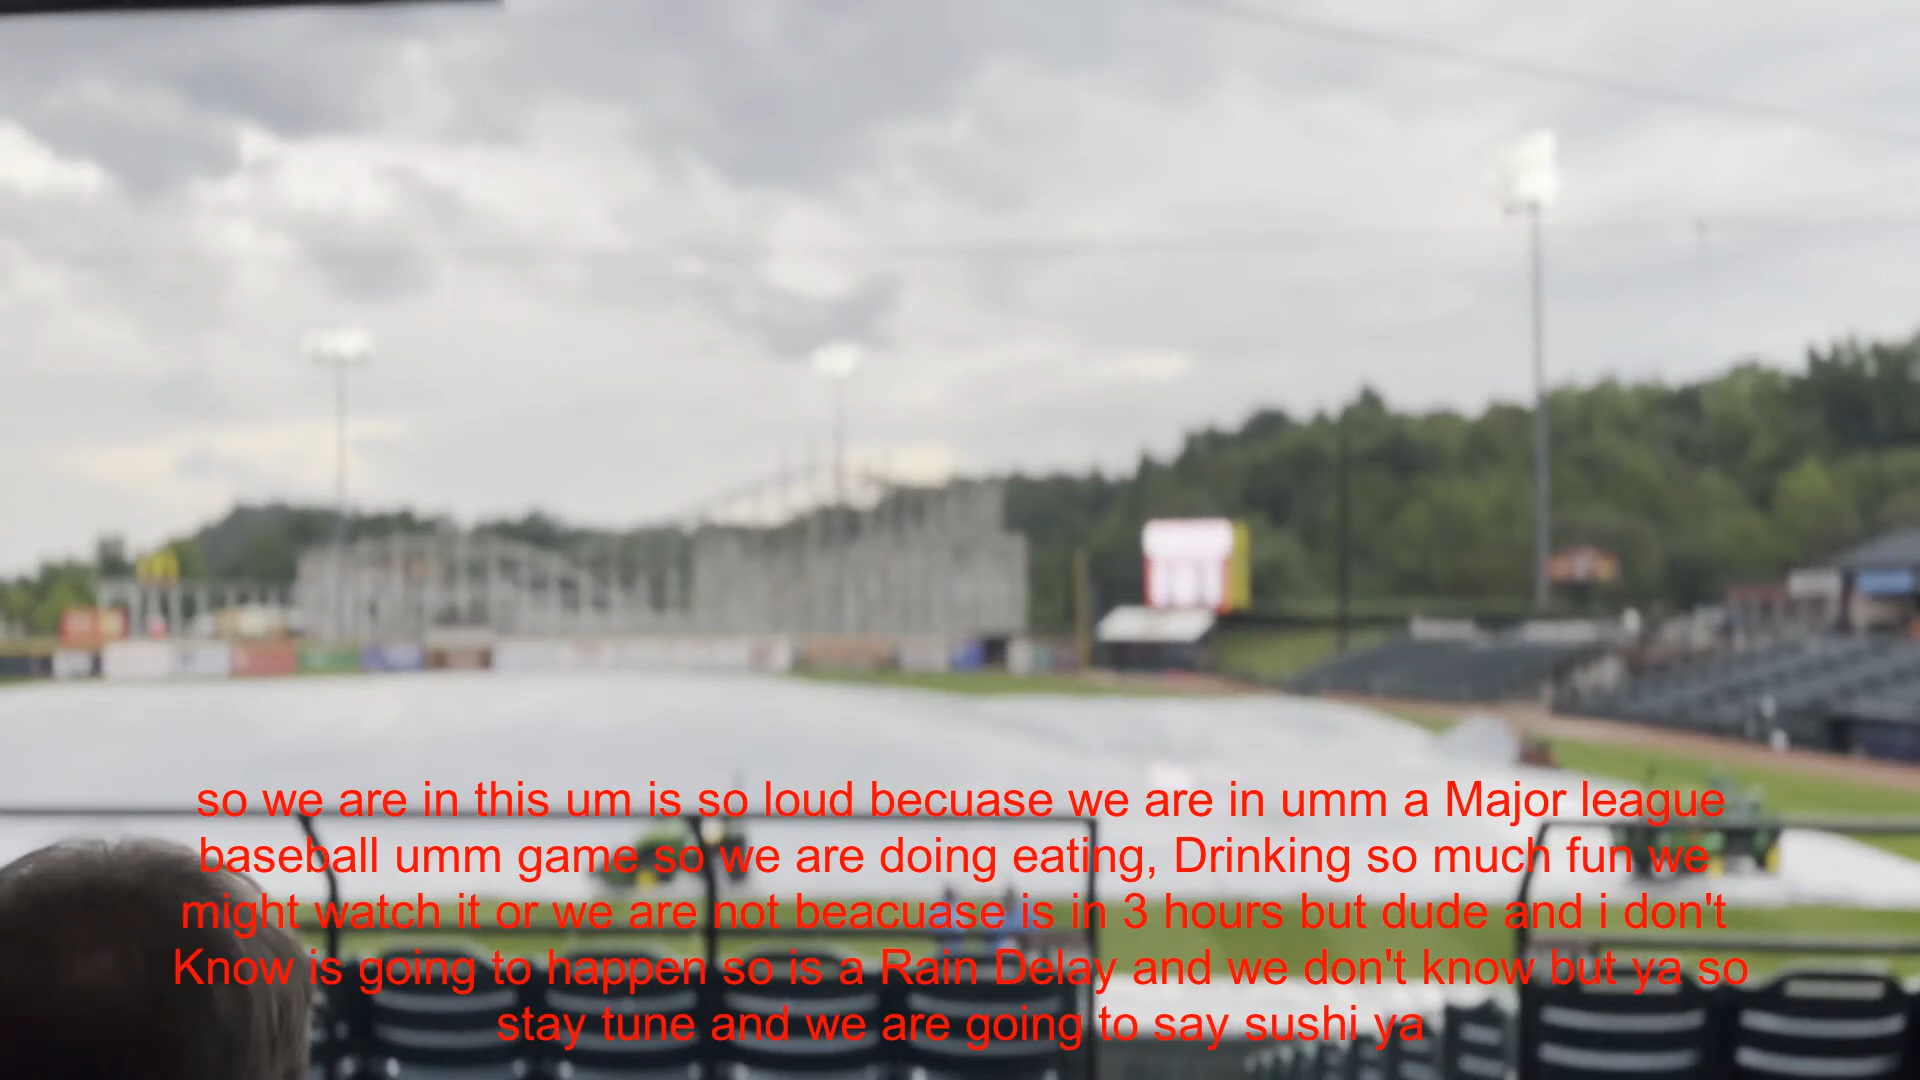 so we are in this um is so loud becuase we are in umm a Major league
baseball umm game so we are doing eating, Drinking so much fun we
might watch it or we are not beacuase is in 3 hours but dude and i don't
Know is going to happen so is a Rain Delay and we don't know but ya so
stay tune and we are going to say sushi ya